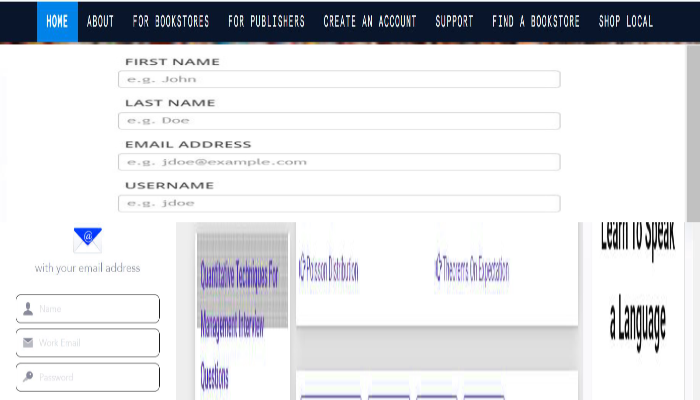 HOME ABOUT FOR BOOKSTORES FOR PUBLISHERS CREATE AN ACCOUNT SUPPORT FIND A BOOKSTORE SHOP LOCAL
FIRST NAME
e.g. John
LAST NAME
e.g. Doe
EMAIL ADDRESS
e.g. jdoe@example.com
USERNAME
e.g. jdoe
@
with your email address
Name
Work Email
Password
Quantitative Techniques For
Management Interview
Questions
Poisson Distribution
Theorems On Expectation
Learn To Speak
a Language